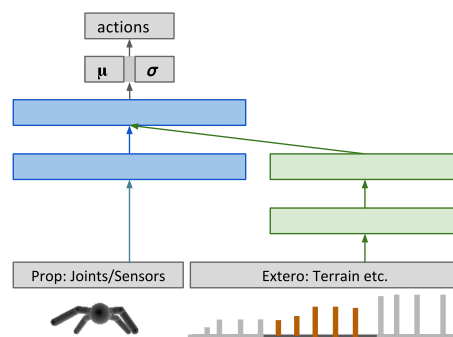 actions
μ
σ
Prop: Joints/Sensors
Extero: Terrain etc.